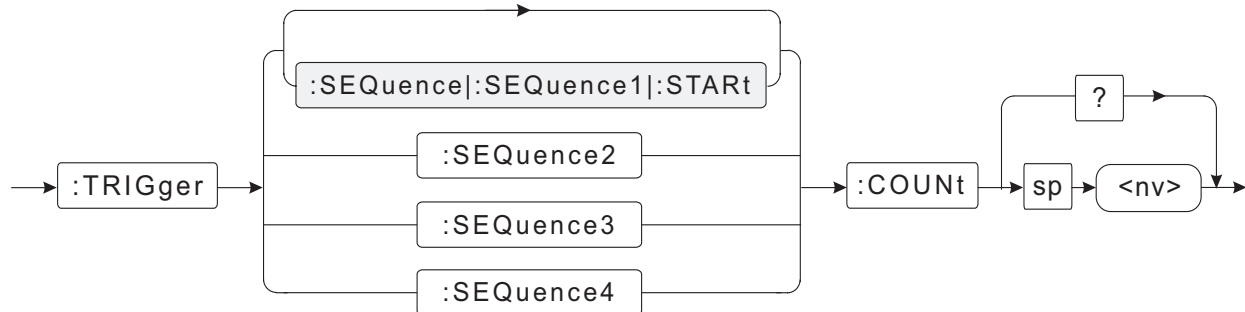 :SEQuence|:SEQuence1|:STARt
?
:SEQuence2
:TRIGger
:COUNt
sp
<nv>
:SEQuence3
:SEQuence4